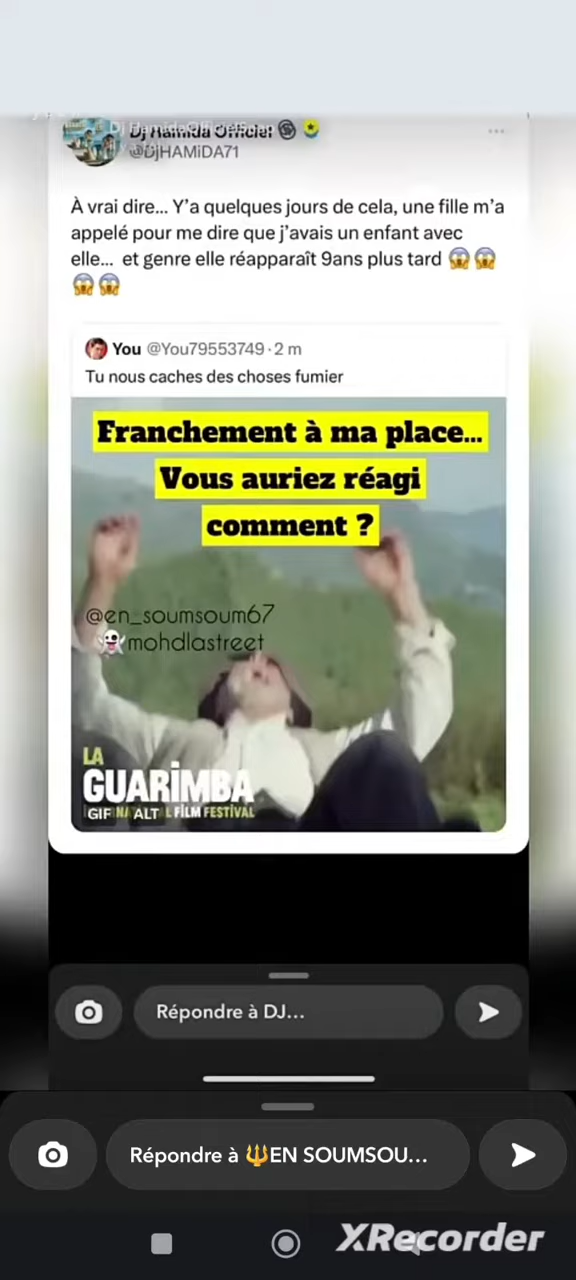 Dj Hamida Officiel
@DjHAMiDA71
À vrai dire... Y'a quelques jours de cela, une fille m'a
appelé pour me dire que j'avais un enfant avec
elle... et genre elle réapparaît 9ans plus tard 😱😱
😱😱
You @You79553749 · 2 m
Tu nous caches des choses fumier
Franchement à ma place...
Vous auriez réagi
comment ?
@en_soumsoum67
👻mohdlastreet
LA
GUARiMBA
GIF ALT L FiLM FESTiVAL
Répondre à DJ...
Répondre à 🔱EN SOUMSOU...
XRecorder